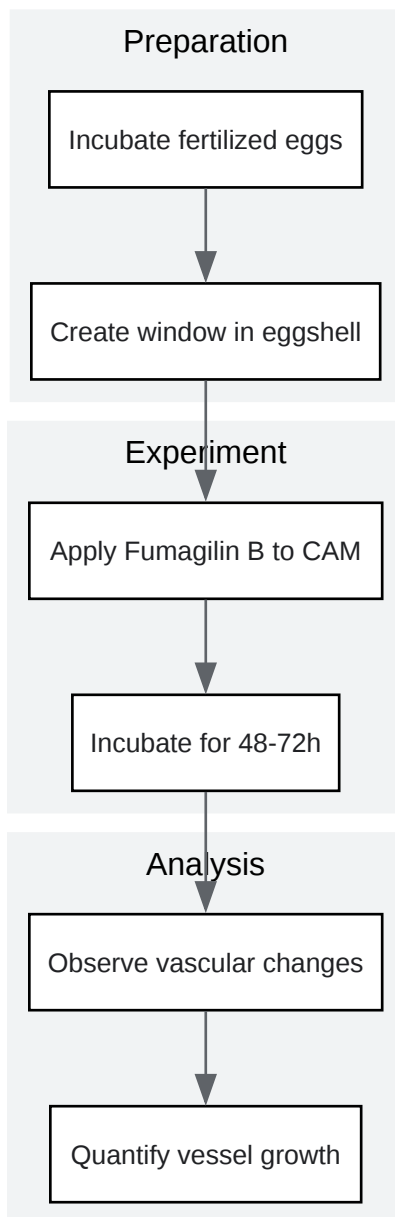 Preparation
Incubate fertilized eggs
Create window in eggshell
Experiment
Apply Fumagilin B to CAM
Incubate for 48-72h
Analysis
Observe vascular changes
Quantify vessel growth